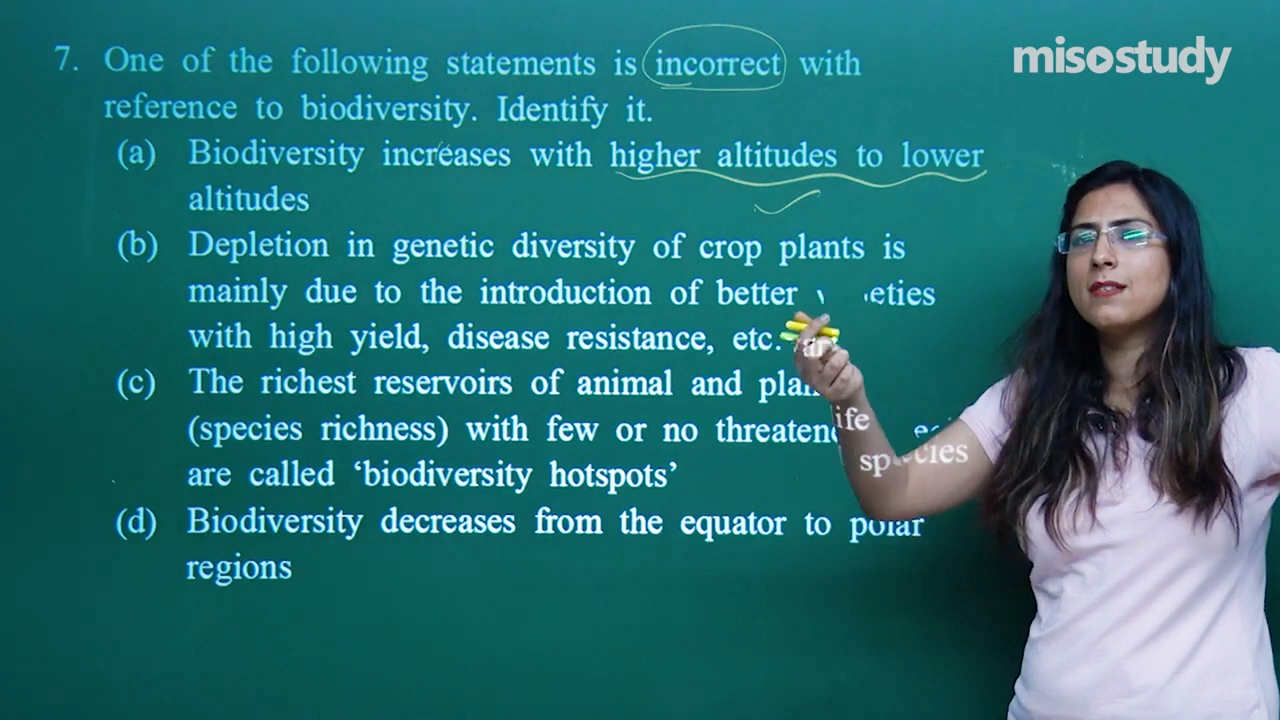 misostudy
7. One of the following statements is incorrect with
reference to biodiversity. Identify it.
(a) Biodiversity increases with higher altitudes to lower
altitudes
(b) Depletion in genetic diversity of crop plants is
mainly due to the introduction of better
with high yield, disease resistance, etc.
(c) The richest reservoirs of animal and life
(species richness) with few or no species
are called ‘biodiversity hotspots’
(d) Biodiversity decreases from the equator to polar
regions